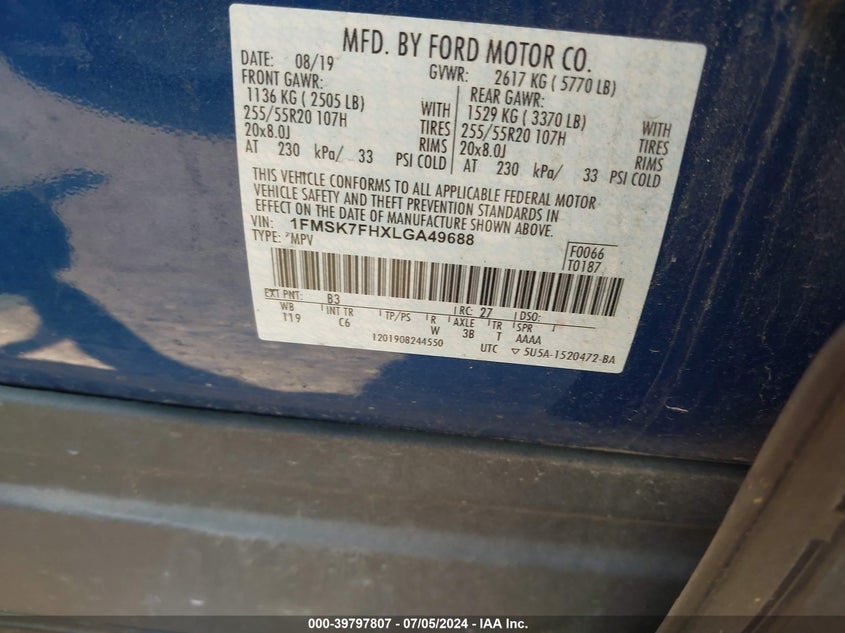 MFD. BY FORD MOTOR CO.
DATE: 08/19 GVWR: 2617 KG ( 5770 LB)
FRONT GAWR: REAR GAWR:
1136 KG ( 2505 LB) WITH 1529 KG ( 3370 LB) WITH
255/55R20 107H TIRES 255/55R20 107H TIRES
20x8.0J RIMS 20x8.0J RIMS
AT 230 kPa/ 33 PSI COLD AT 230 kPa/ 33 PSI COLD
THIS VEHICLE CONFORMS TO ALL APPLICABLE FEDERAL MOTOR
VEHICLE SAFETY AND THEFT PREVENTION STANDARDS IN
EFFECT ON THE DATE OF MANUFACTURE SHOWN ABOVE.
VIN: 1FMSK7FHXLGA49688
TYPE: *MPV
F0066
T0187
EXT PNT: B3 RC: 27 DSO:
WB INT TR TP/PS R AXLE TR SPR
T19 C6 W 3B T AAAA
1201908244550 UTC ▽ 5U5A-1520472-BA
000-39797807 / 07/05/2024 - IAA Inc.